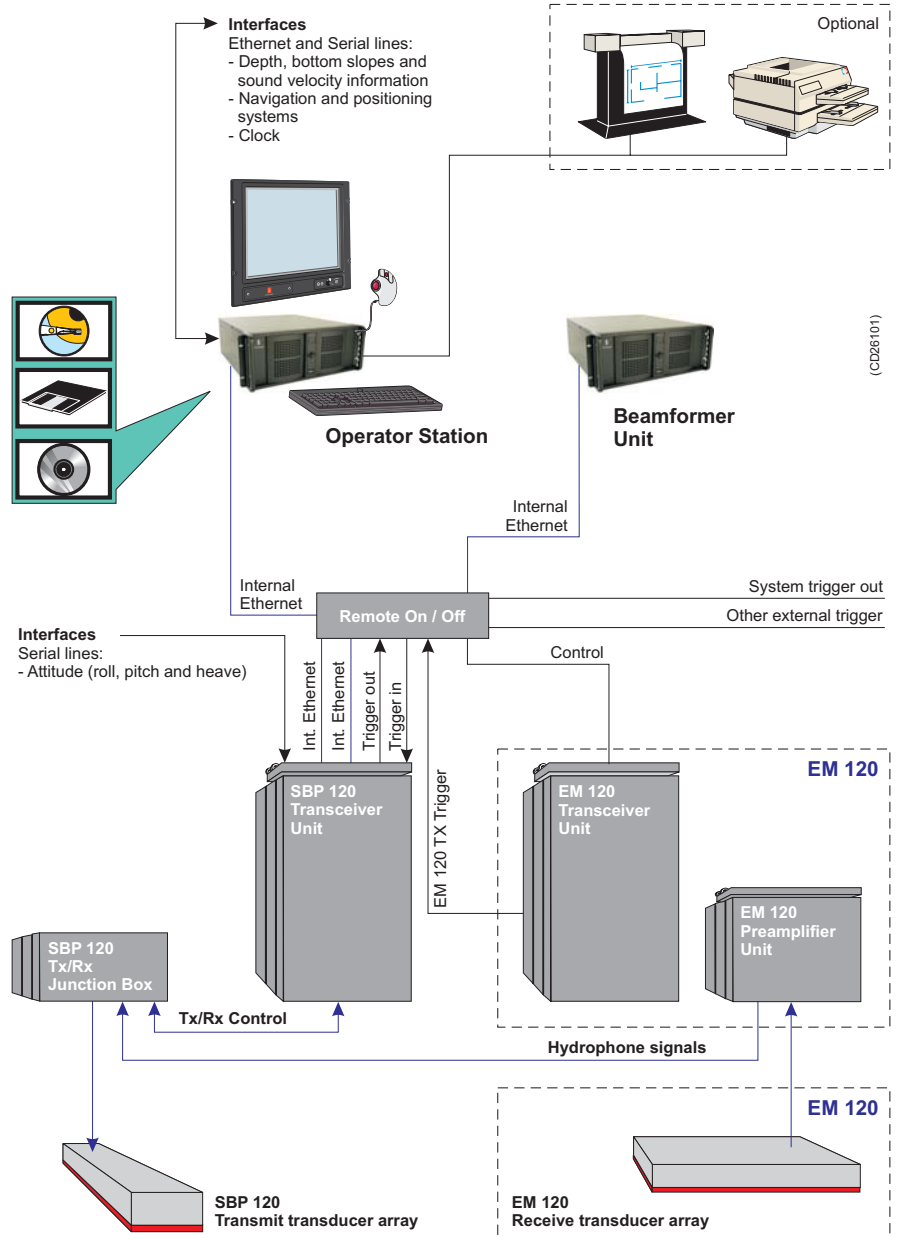 Interfaces
Ethernet and Serial lines:
- Depth, bottom slopes and
sound velocity information
- Navigation and positioning
systems
- Clock
Optional
(CD26101)
Operator Station
Beamformer
Unit
Internal
Ethernet
Internal
Ethernet
Remote On / Off
System trigger out
Other external trigger
Interfaces
Serial lines:
- Attitude (roll, pitch and heave)
Control
Int. Ethernet
Int. Ethernet
Trigger out
Trigger in
EM 120 TX Trigger
SBP 120
Transceiver
Unit
EM 120
EM 120
Transceiver
Unit
EM 120
Preamplifier
Unit
SBP 120
Tx/Rx
Junction Box
Tx/Rx Control
Hydrophone signals
EM 120
SBP 120
Transmit transducer array
EM 120
Receive transducer array